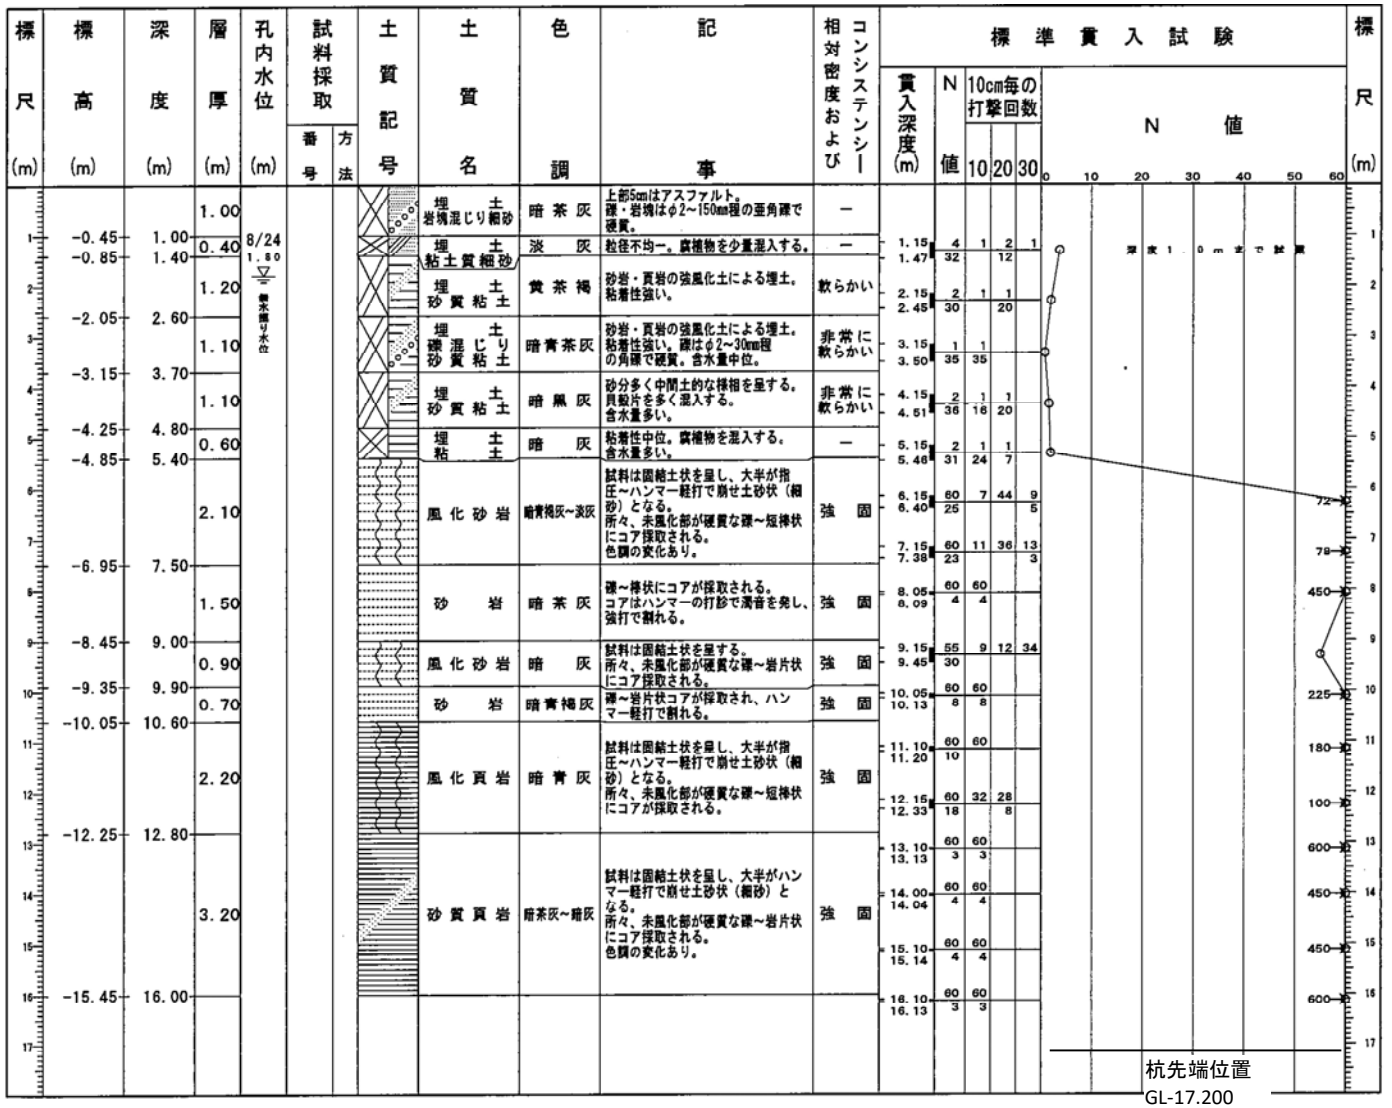 標尺(m) 標高(m) 深度(m) 層厚(m) 孔内水位(m) 試料採取 番号 方法 土質記号 土質名 色調 記事 相対密度および コンシステンシー 標準貫入試験 標尺(m)
貫入深度(m) N値 10cm毎の打撃回数 10 20 30 N値
0 10 20 30 40 50 60
-0.45 1.00 1.00 埋土 岩塊混じり細砂 暗茶灰 －
上部5cmはアスファルト。
礫・岩塊はφ2～150mm程の亜角礫で
硬質。
8/24
1.80
-0.85 1.40 0.40 埋土 粘土質細砂 淡灰 粒径不均一。腐植物を少量混入する。 －
1.15 4 1 2 1
1.47 32 12
-2.05 2.60 1.20 埋土 砂質粘土 黄茶褐 軟らかい
砂岩・頁岩の強風化土による埋土。
粘着性強い。
2.15 2 1 1
2.45 30 20
-3.15 3.70 1.10 埋土 礫混じり砂質粘土 暗青茶灰 非常に軟らかい
砂岩・頁岩の強風化土による埋土。
粘着性強い。礫はφ2～30mm程
の角礫で硬質。含水量中位。
3.15 1 1
3.50 35 35
-4.25 4.80 1.10 埋土 砂質粘土 暗黒灰 非常に軟らかい
砂分多く中間土的な様相を呈する。
貝殻片を多く混入する。
含水量多い。
4.15 2 1 1
4.51 36 16 20
-4.85 5.40 0.60 埋土 粘土 暗灰 －
粘着性中位。腐植物を混入する。
含水量多い。
5.15 2 1 1
5.46 31 24 7
-6.95 7.50 2.10 風化砂岩 暗青褐灰～淡灰 強固
試料は固結土状を呈し、大半が指
圧～ハンマー軽打で崩せ土砂状（細
砂）となる。
所々、未風化部が硬質な礫～短棒状
にコア採取される。
色調の変化あり。
6.15 60 7 44 9 72
6.40 25 5
7.15 60 11 36 13 78
7.38 23 3
-8.45 9.00 1.50 砂岩 暗茶灰 強固
礫～棒状にコアが採取される。
コアはハンマーの打診で濁音を発し、
強打で割れる。
8.05 60 60 450
8.09 4 4
-9.35 9.90 0.90 風化砂岩 暗灰 強固
試料は固結土状を呈する。
所々、未風化部が硬質な礫～岩片状
にコア採取される。
9.15 55 9 12 34
9.45 30
-10.05 10.60 0.70 砂岩 暗青褐灰 強固
礫～岩片状コアが採取され、ハン
マー軽打で割れる。
10.05 60 60 225
10.13 8 8
-12.25 12.80 2.20 風化頁岩 暗青灰 強固
試料は固結土状を呈し、大半が指
圧～ハンマー軽打で崩せ土砂状（細
砂）となる。
所々、未風化部が硬質な礫～短棒状
にコアが採取される。
11.10 60 60 180
11.20 10
12.15 60 32 28 100
12.33 18 8
-15.45 16.00 3.20 砂質頁岩 暗茶灰～暗灰 強固
試料は固結土状を呈し、大半がハン
マー軽打で崩せ土砂状（細砂）と
なる。
所々、未風化部が硬質な礫～岩片状
にコア採取される。
色調の変化あり。
13.10 60 60 600
13.13 3 3
14.00 60 60 450
14.04 4 4
15.10 60 60 450
15.14 4 4
16.10 60 60 600
16.13 3 3
1 2 3 4 5 6 7 8 9 10 11 12 13 14 15 16 17
1 2 3 4 5 6 7 8 9 10 11 12 13 14 15 16 17
杭先端位置
GL-17.200